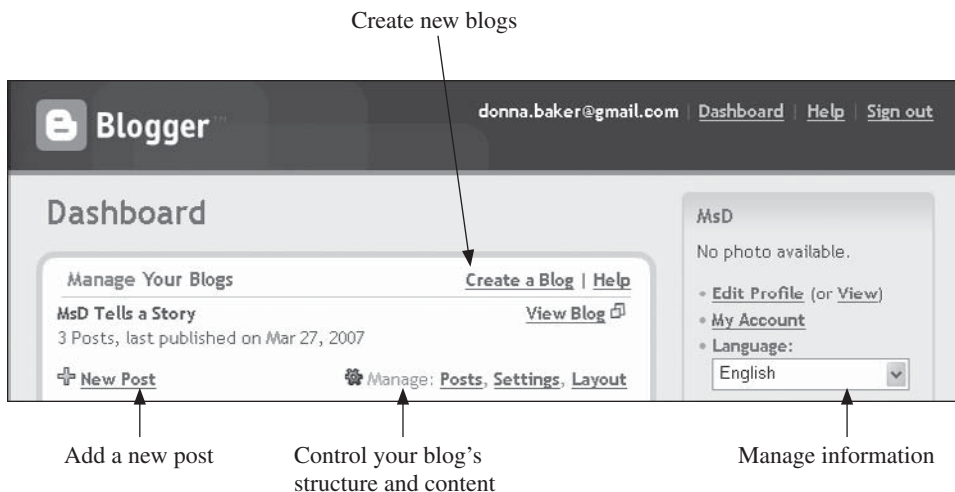 Create new blogs
Blogger™
donna.baker@gmail.com | Dashboard | Help | Sign out
Dashboard
MsD
No photo available.
Manage Your Blogs
Create a Blog | Help
• Edit Profile (or View)
MsD Tells a Story
View Blog
• My Account
3 Posts, last published on Mar 27, 2007
• Language:
English
New Post
Manage: Posts, Settings, Layout
Add a new post
Control your blog's
structure and content
Manage information